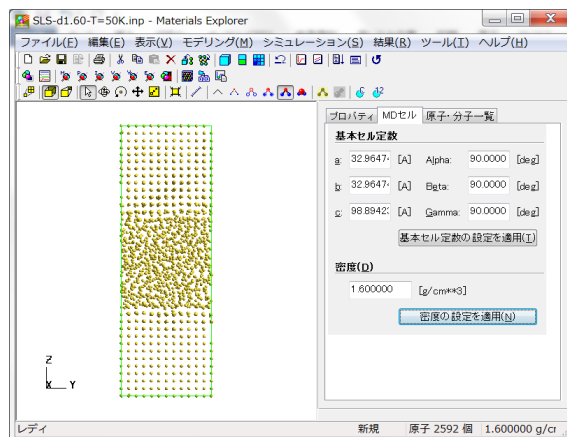 SLS-d1.60-T=50K.inp - Materials Explorer
ファイル(F) 編集(E) 表示(V) モデリング(M) シミュレーション(S) 結果(R) ツール(T) ヘルプ(H)
プロパティ MDセル 原子・分子一覧
基本セル定数
a: 32.9647 [A] Alpha: 90.0000 [deg]
b: 32.9647 [A] Beta: 90.0000 [deg]
c: 98.8942 [A] Gamma: 90.0000 [deg]
基本セル定数の設定を適用(I)
密度(D)
1.600000 [g/cm**3]
密度の設定を適用(N)
Z
X Y
レディ 新規 原子 2592 個 1.600000 g/cr